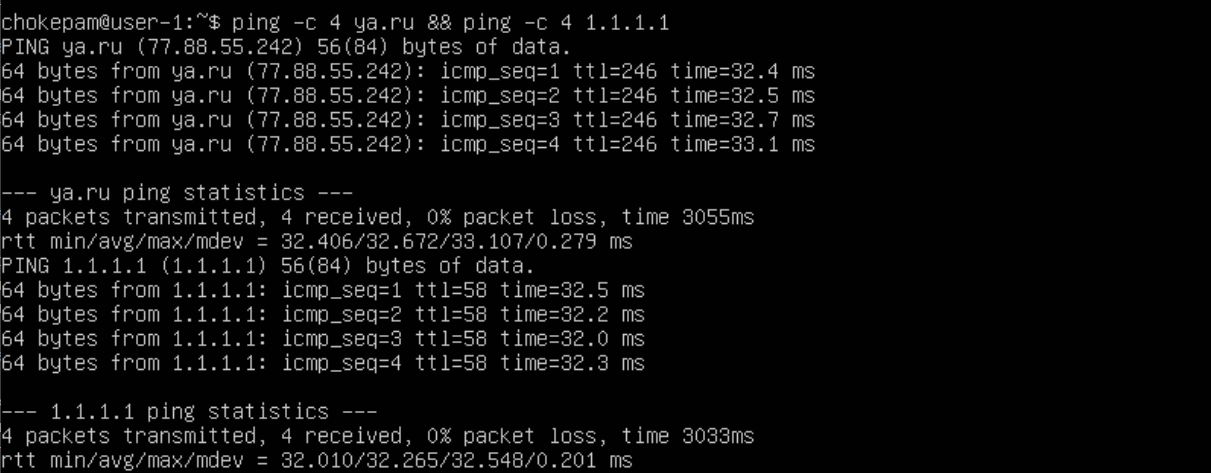 chokepam@user-1:~$ ping -c 4 ya.ru && ping -c 4 1.1.1.1
PING ya.ru (77.88.55.242) 56(84) bytes of data.
64 bytes from ya.ru (77.88.55.242): icmp_seq=1 ttl=246 time=32.4 ms
64 bytes from ya.ru (77.88.55.242): icmp_seq=2 ttl=246 time=32.5 ms
64 bytes from ya.ru (77.88.55.242): icmp_seq=3 ttl=246 time=32.7 ms
64 bytes from ya.ru (77.88.55.242): icmp_seq=4 ttl=246 time=33.1 ms

--- ya.ru ping statistics ---
4 packets transmitted, 4 received, 0% packet loss, time 3055ms
rtt min/avg/max/mdev = 32.406/32.672/33.107/0.279 ms
PING 1.1.1.1 (1.1.1.1) 56(84) bytes of data.
64 bytes from 1.1.1.1: icmp_seq=1 ttl=58 time=32.5 ms
64 bytes from 1.1.1.1: icmp_seq=2 ttl=58 time=32.2 ms
64 bytes from 1.1.1.1: icmp_seq=3 ttl=58 time=32.0 ms
64 bytes from 1.1.1.1: icmp_seq=4 ttl=58 time=32.3 ms

--- 1.1.1.1 ping statistics ---
4 packets transmitted, 4 received, 0% packet loss, time 3033ms
rtt min/avg/max/mdev = 32.010/32.265/32.548/0.201 ms